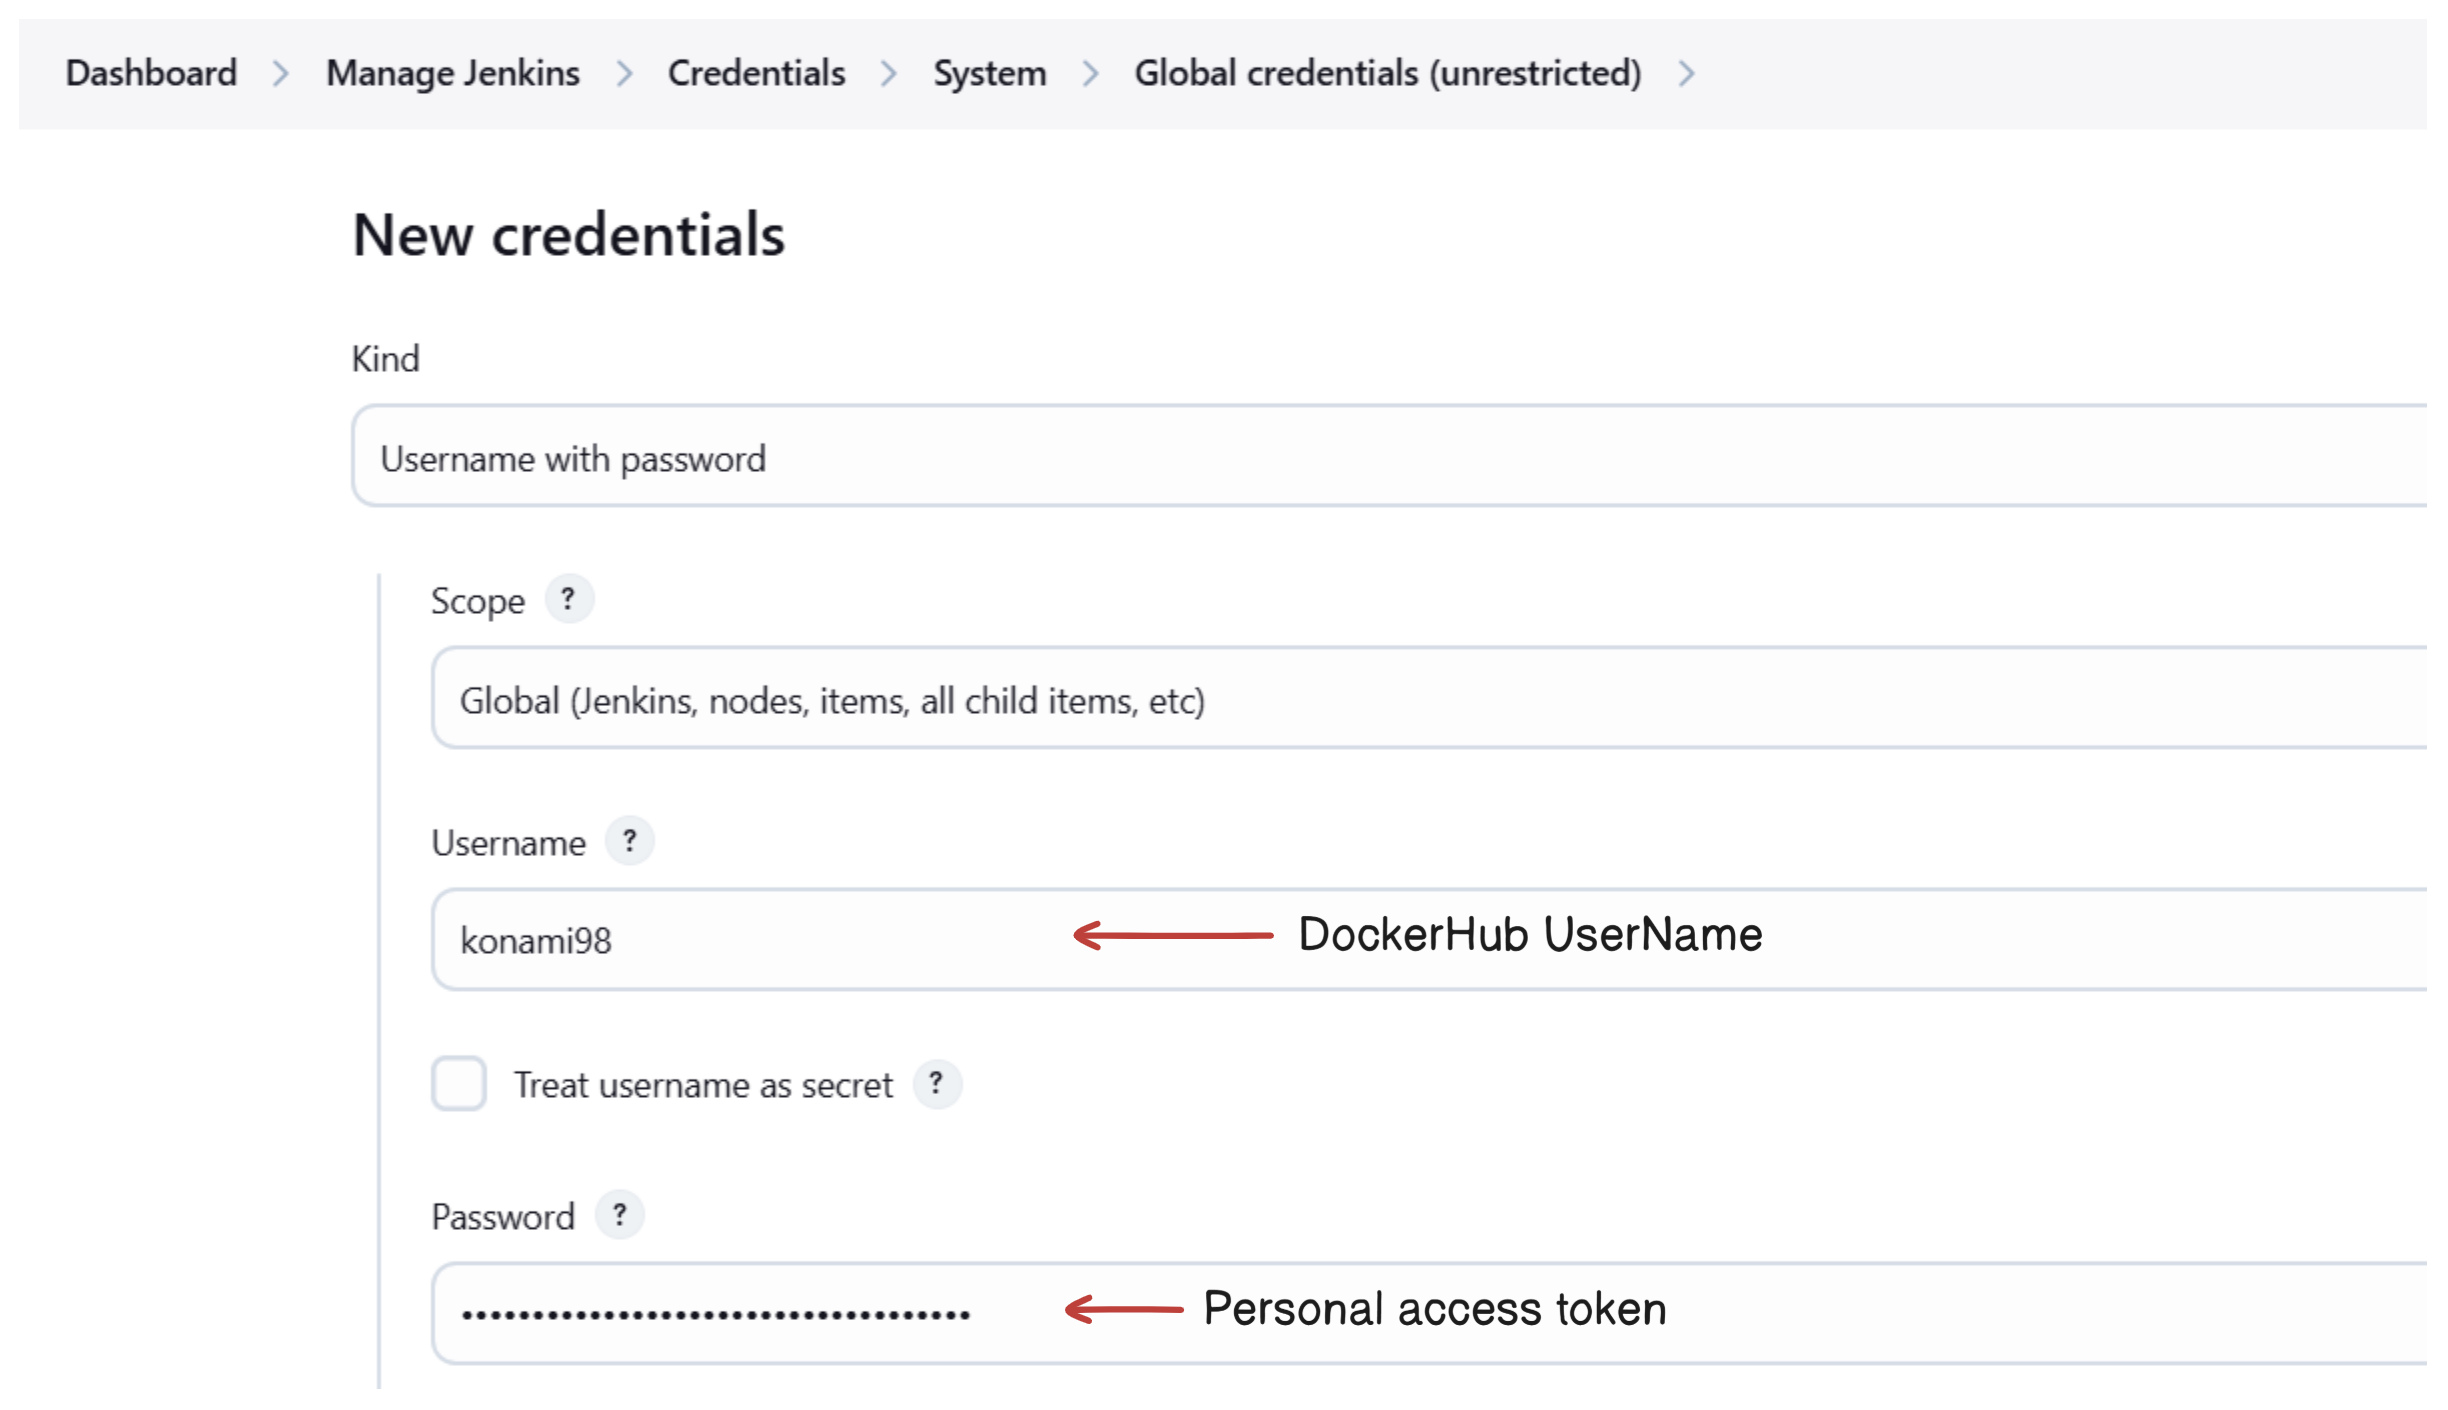 Dashboard > Manage Jenkins > Credentials > System > Global credentials (unrestricted) >
New credentials
Kind
Username with password
Scope ?
Global (Jenkins, nodes, items, all child items, etc)
Username ?
konami98 DockerHub UserName
Treat username as secret ?
Password ?
•••••••••••••••••••••••••••••••••••• Personal access token